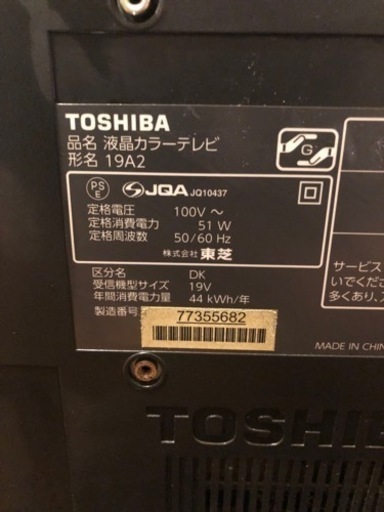 TOSHIBA
品名 液晶カラーテレビ
形名 19A2
G
PS
E
JQA JQ10437
定格電圧 100V ～
定格消費電力 51 W
定格周波数 50/60 Hz
株式会社 東芝
区分名 DK
受信機型サイズ 19V
年間消費電力量 44 kWh/年
製造番号
77355682
サービス
いでくださ
多くあり、
MADE IN CHIN
TOSHIBA